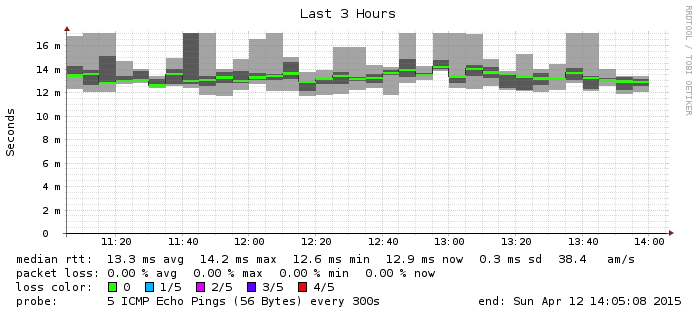 Last 3 Hours
RRDTOOL / TOBI OETIKER
Seconds
16 m
14 m
12 m
10 m
8 m
6 m
4 m
2 m
0
11:20 11:40 12:00 12:20 12:40 13:00 13:20 13:40 14:00
median rtt: 13.3 ms avg 14.2 ms max 12.6 ms min 12.9 ms now 0.3 ms sd 38.4 am/s
packet loss: 0.00 % avg 0.00 % max 0.00 % min 0.00 % now
loss color: 0 1/5 2/5 3/5 4/5
probe: 5 ICMP Echo Pings (56 Bytes) every 300s end: Sun Apr 12 14:05:08 2015